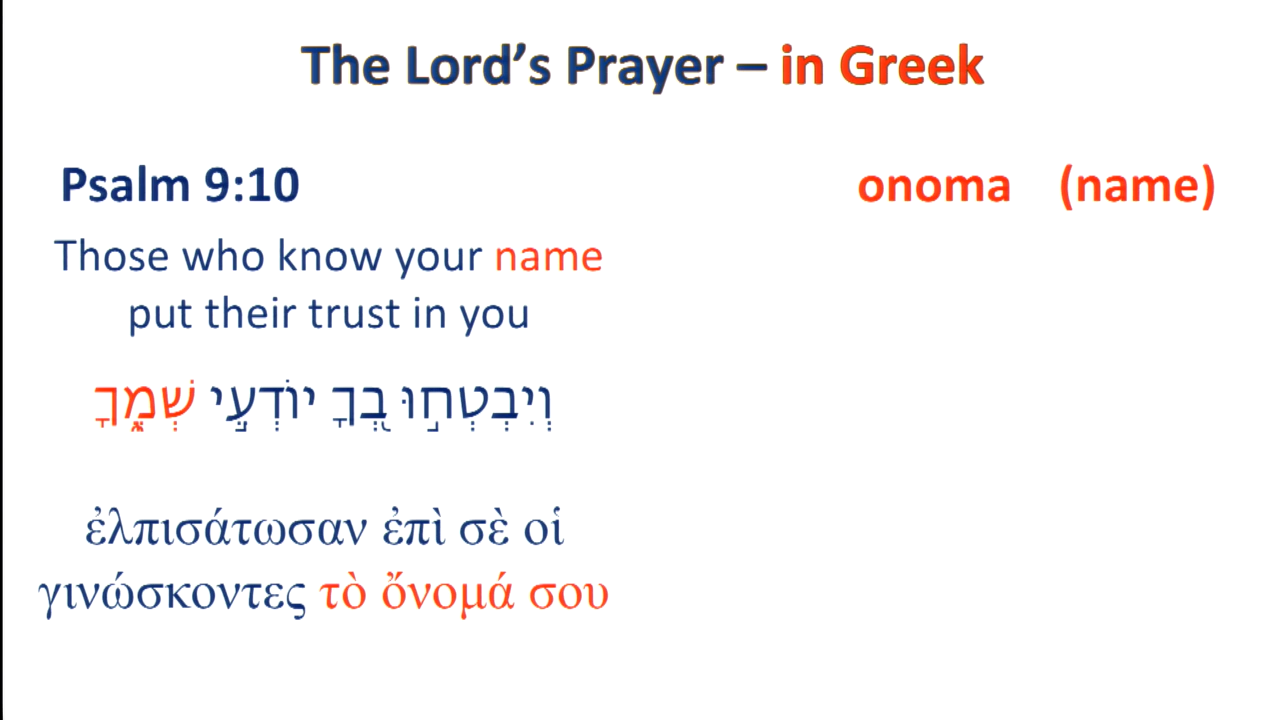 The Lord’s Prayer – in Greek
Psalm 9:10
onoma (name)
Those who know your name
put their trust in you
וְיִבְטְח֣וּ בְ֭ךָ יוֹדְעֵ֣י שְׁמֶ֑ךָ
ἐλπισάτωσαν ἐπὶ σὲ οἱ
γινώσκοντες τὸ ὄνομά σου